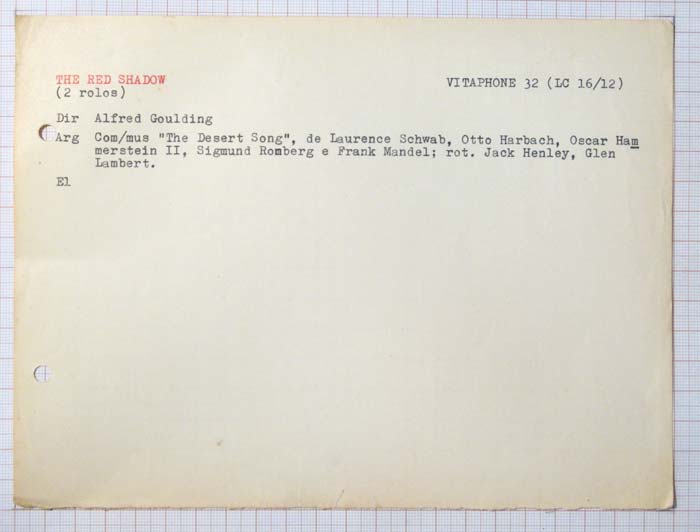 THE RED SHADOW VITAPHONE 32 (LC 16/12)
(2 rolos)
Dir Alfred Goulding
Arg Com/mus "The Desert Song", de Laurence Schwab, Otto Harbach, Oscar Ham
merstein II, Sigmund Romberg e Frank Mandel; rot. Jack Henley, Glen
Lambert.
El